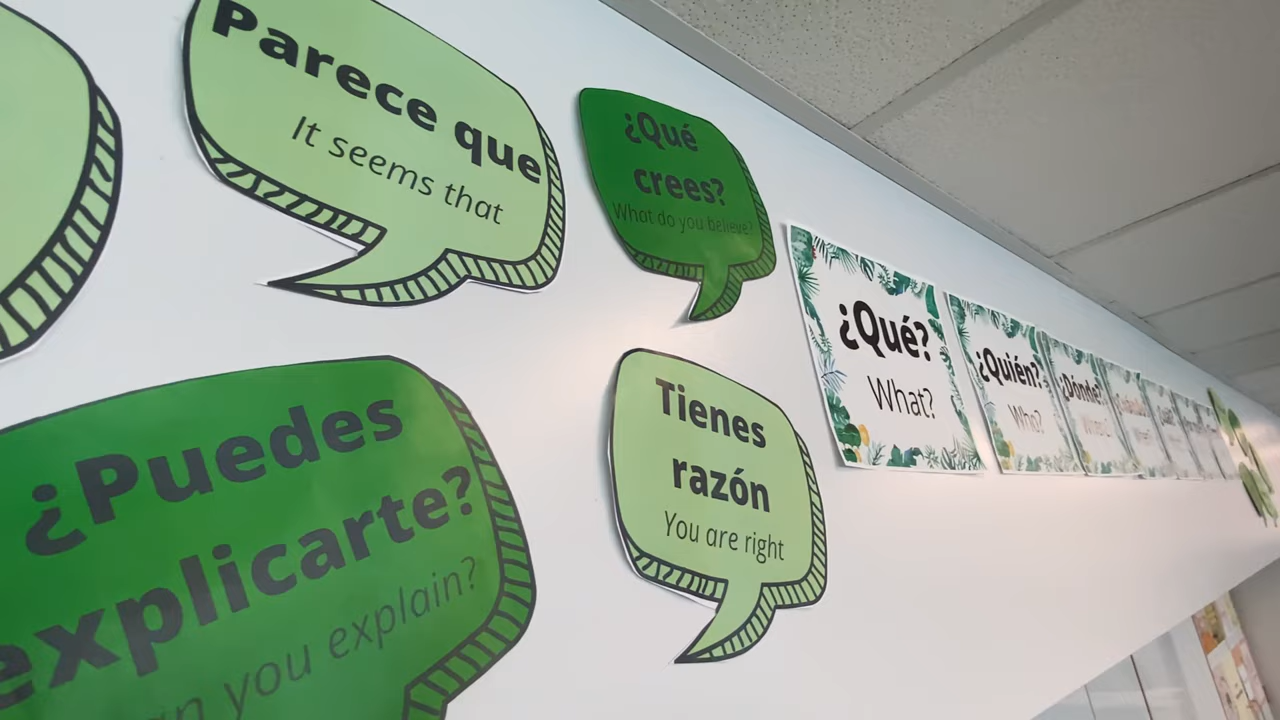 Parece que
It seems that
¿Qué
crees?
What do you believe?
¿Puedes
explicarte?
you explain?
Tienes
razón
You are right
¿Qué?
What?
¿Quién?
Who?
¿Dónde?